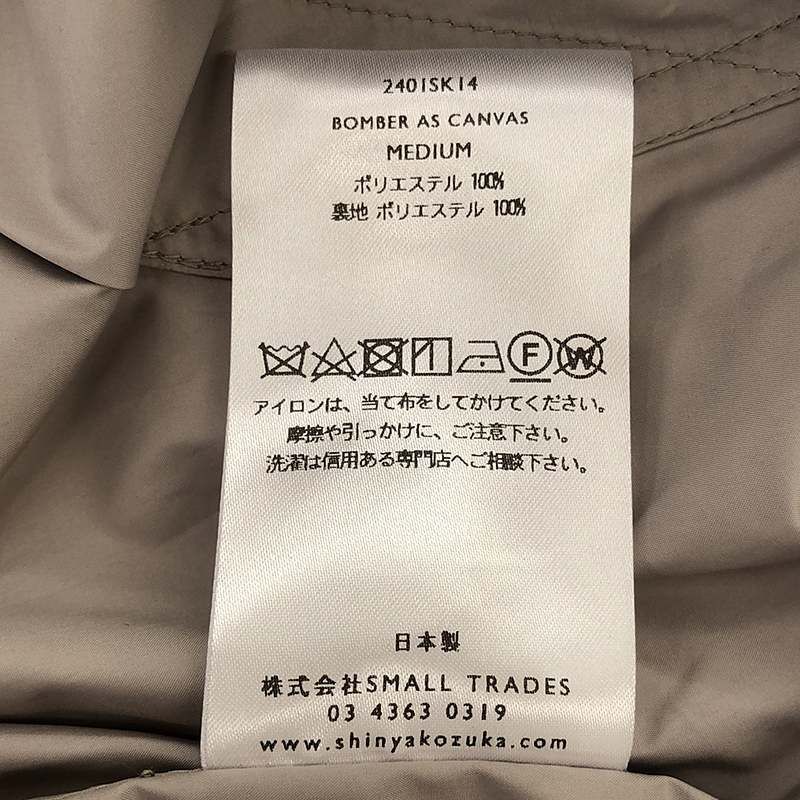 2401SK14
BOMBER AS CANVAS
MEDIUM
ポリエステル 100%
裏地 ポリエステル 100%
F W
アイロンは、当て布をしてかけてください。
摩擦や引っかけに、ご注意下さい。
洗濯は信用ある専門店へご相談下さい。
日本製
株式会社SMALL TRADES
03 4363 0319
www.shinyakozuka.com